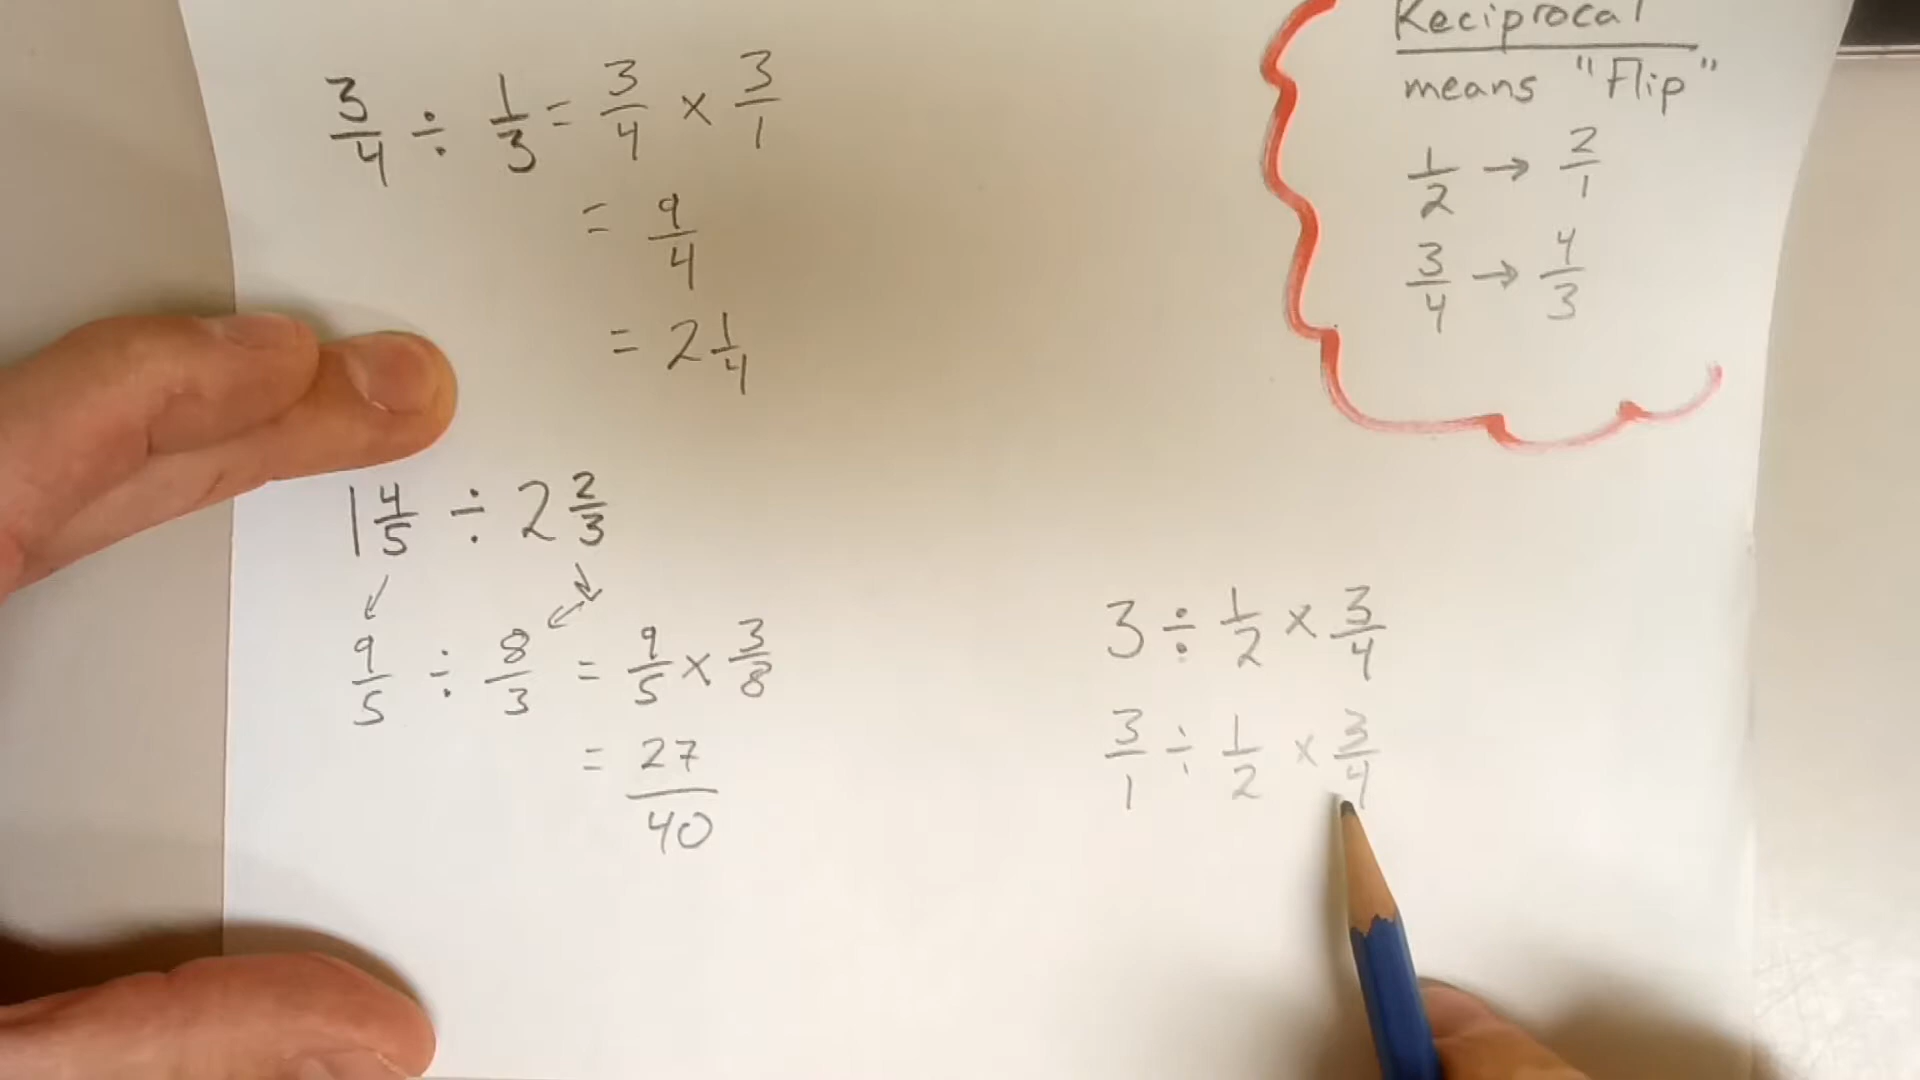 3/4 ÷ 1/3 = 3/4 × 3/1
= 9/4
= 2 1/4
Reciprocal
means "Flip"
1/2 → 2/1
3/4 → 4/3
1 4/5 ÷ 2 2/3
9/5 ÷ 8/3 = 9/5 × 3/8
= 27/40
3 ÷ 1/2 × 3/4
3/1 ÷ 1/2 × 3/4